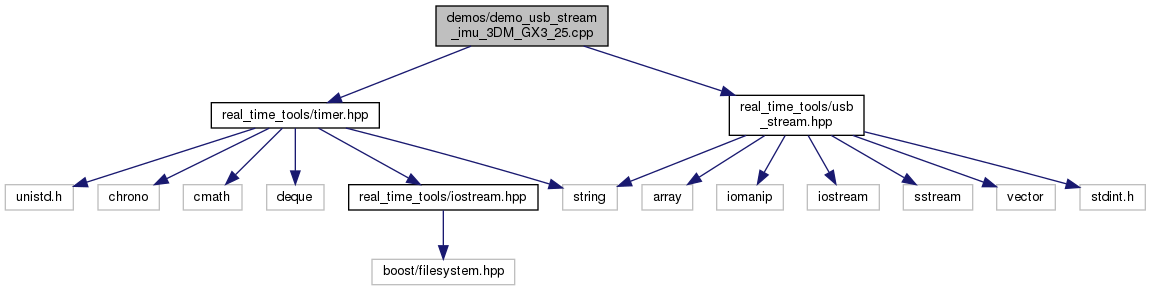 demos/demo_usb_stream
_imu_3DM_GX3_25.cpp
real_time_tools/timer.hpp
real_time_tools/usb
_stream.hpp
unistd.h
chrono
cmath
deque
real_time_tools/iostream.hpp
string
array
iomanip
iostream
sstream
vector
stdint.h
boost/filesystem.hpp